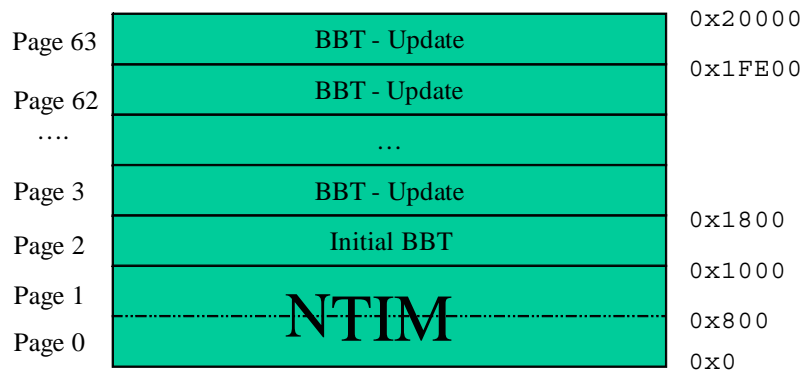 0x20000
Page 63 BBT - Update
0x1FE00
Page 62 BBT - Update
....
...
Page 3 BBT - Update
0x1800
Page 2 Initial BBT
0x1000
Page 1
NTIM
0x800
Page 0
0x0